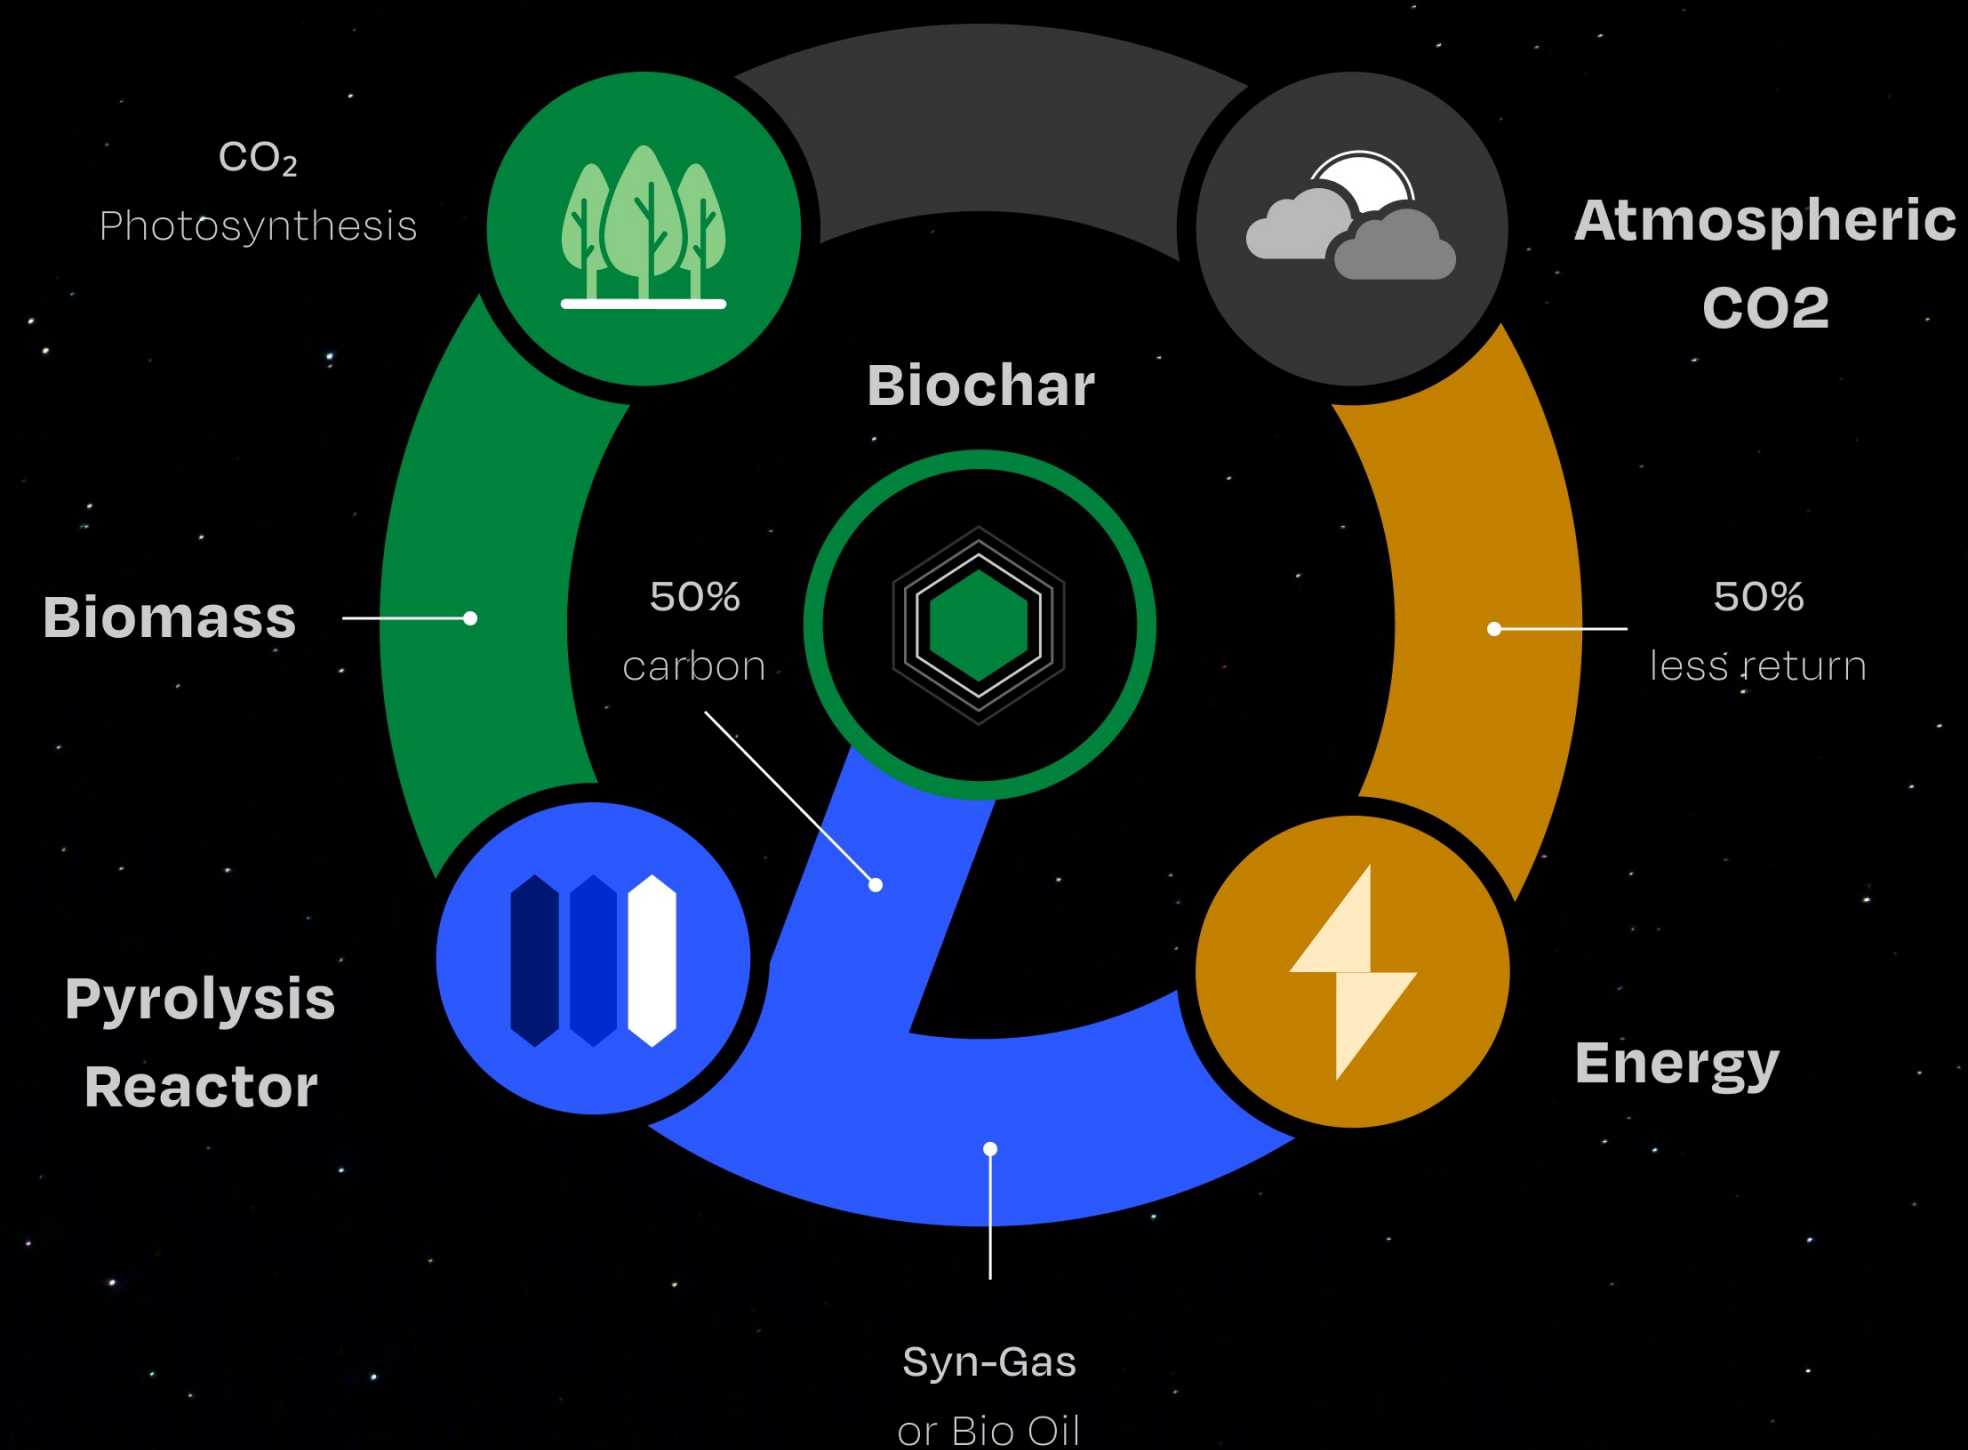 CO₂
Photosynthesis
Atmospheric
CO2
Biochar
50%
carbon
Biomass
50%
less return
Pyrolysis
Reactor
Energy
Syn-Gas
or Bio Oil